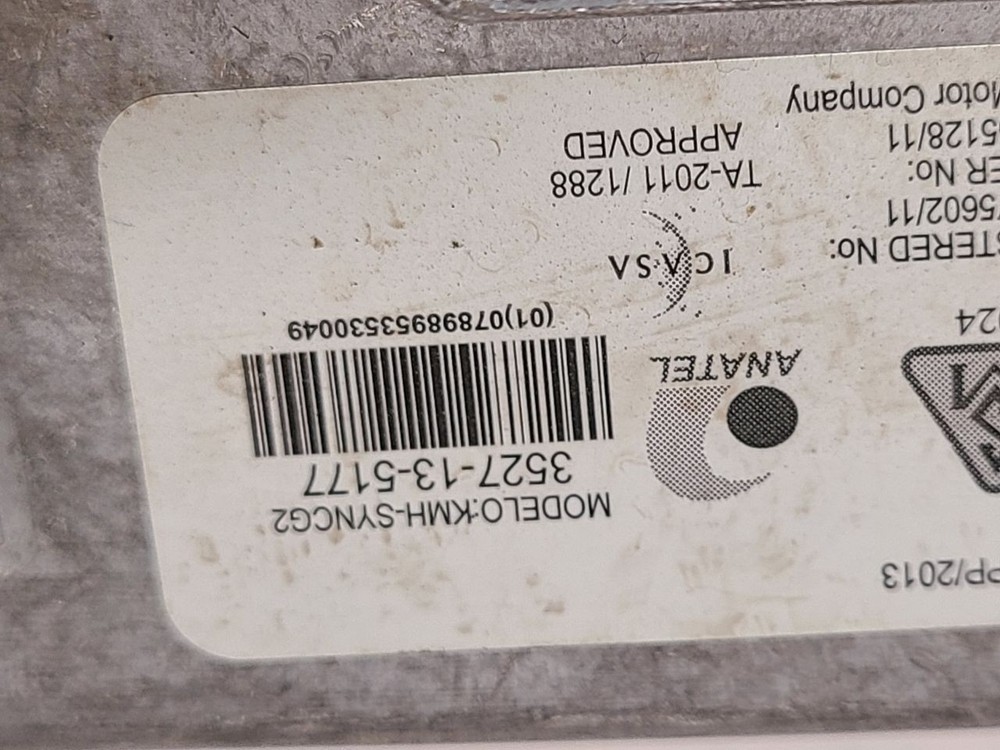 PP/2013
24
STERED No:
5602/11
ER No:
5128/11
Motor Company
MODELO:KMH-SYNCG2
3527-13-5177
(01)07898953530049
ANATEL
ICASA
TA-2011/1288
APPROVED